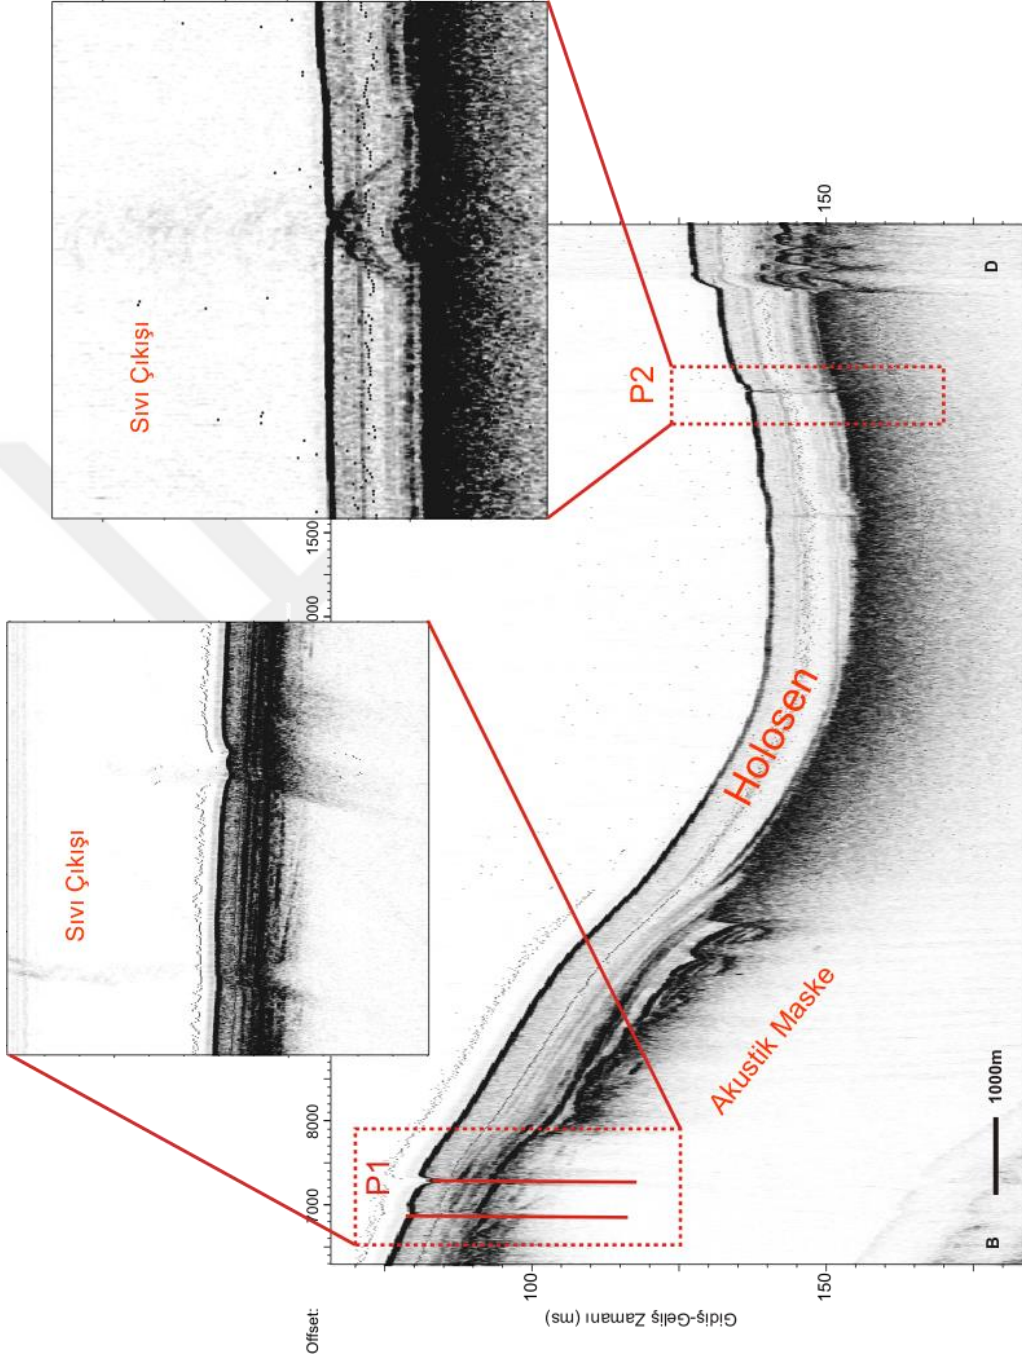 Sıvı Çıkışı
Sıvı Çıkışı
Offset:
7000
8000
000
1500
P1
P2
Holosen
Akustik Maske
100
150
150
Gidiş-Geliş Zamanı (ms)
B
1000m
D